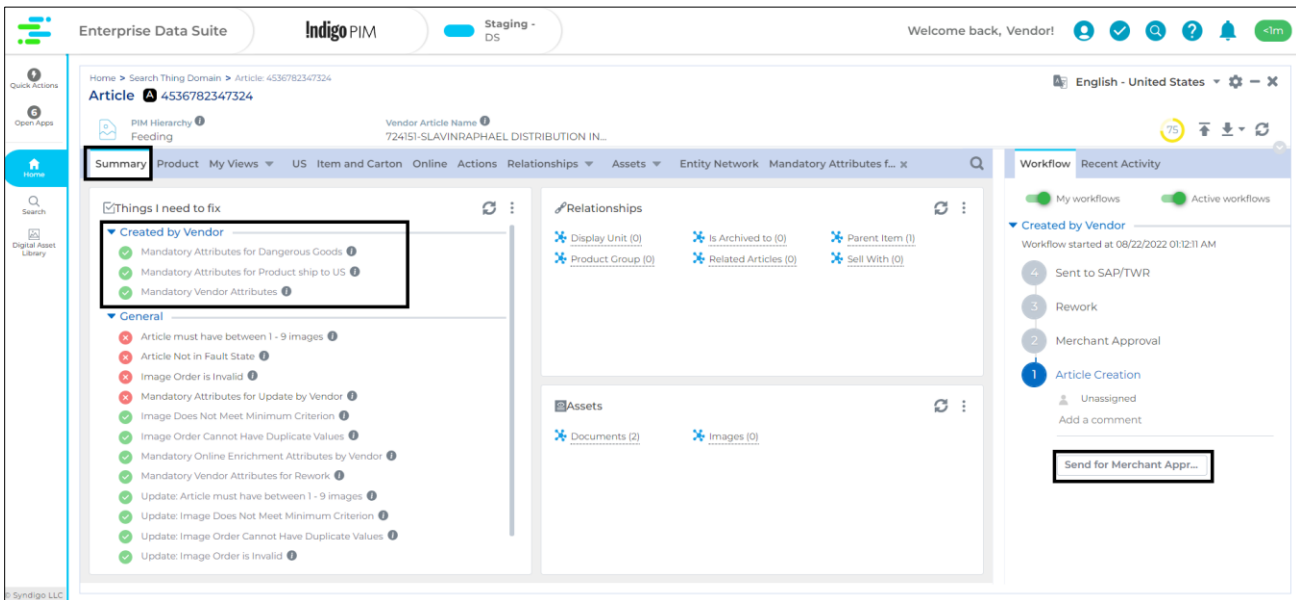 Enterprise Data Suite
!ndigo PIM
Staging -
DS
Welcome back, Vendor!
<1m
Quick Actions
6
Open Apps
Home
Search
Digital Asset
Library
© Syndigo LLC
Home > Search Thing Domain > Article: 4536782347324
Article A 4536782347324
English - United States
PIM Hierarchy
Feeding
Vendor Article Name
724151-SLAVINRAPHAEL DISTRIBUTION IN...
75
Summary Product My Views US Item and Carton Online Actions Relationships Assets Entity Network Mandatory Attributes f... x
Things I need to fix
Created by Vendor
Mandatory Attributes for Dangerous Goods
Mandatory Attributes for Product ship to US
Mandatory Vendor Attributes
General
Article must have between 1 - 9 images
Article Not in Fault State
Image Order is Invalid
Mandatory Attributes for Update by Vendor
Image Does Not Meet Minimum Criterion
Image Order Cannot Have Duplicate Values
Mandatory Online Enrichment Attributes by Vendor
Mandatory Vendor Attributes for Rework
Update: Article must have between 1 - 9 images
Update: Image Does Not Meet Minimum Criterion
Update: Image Order Cannot Have Duplicate Values
Update: Image Order is Invalid
Relationships
Display Unit (0) Is Archived to (0) Parent Item (1)
Product Group (0) Related Articles (0) Sell With (0)
Assets
Documents (2) Images (0)
Workflow Recent Activity
My workflows Active workflows
Created by Vendor
Workflow started at 08/22/2022 01:12:11 AM
4 Sent to SAP/TWR
3 Rework
2 Merchant Approval
1 Article Creation
Unassigned
Add a comment
Send for Merchant Appr...